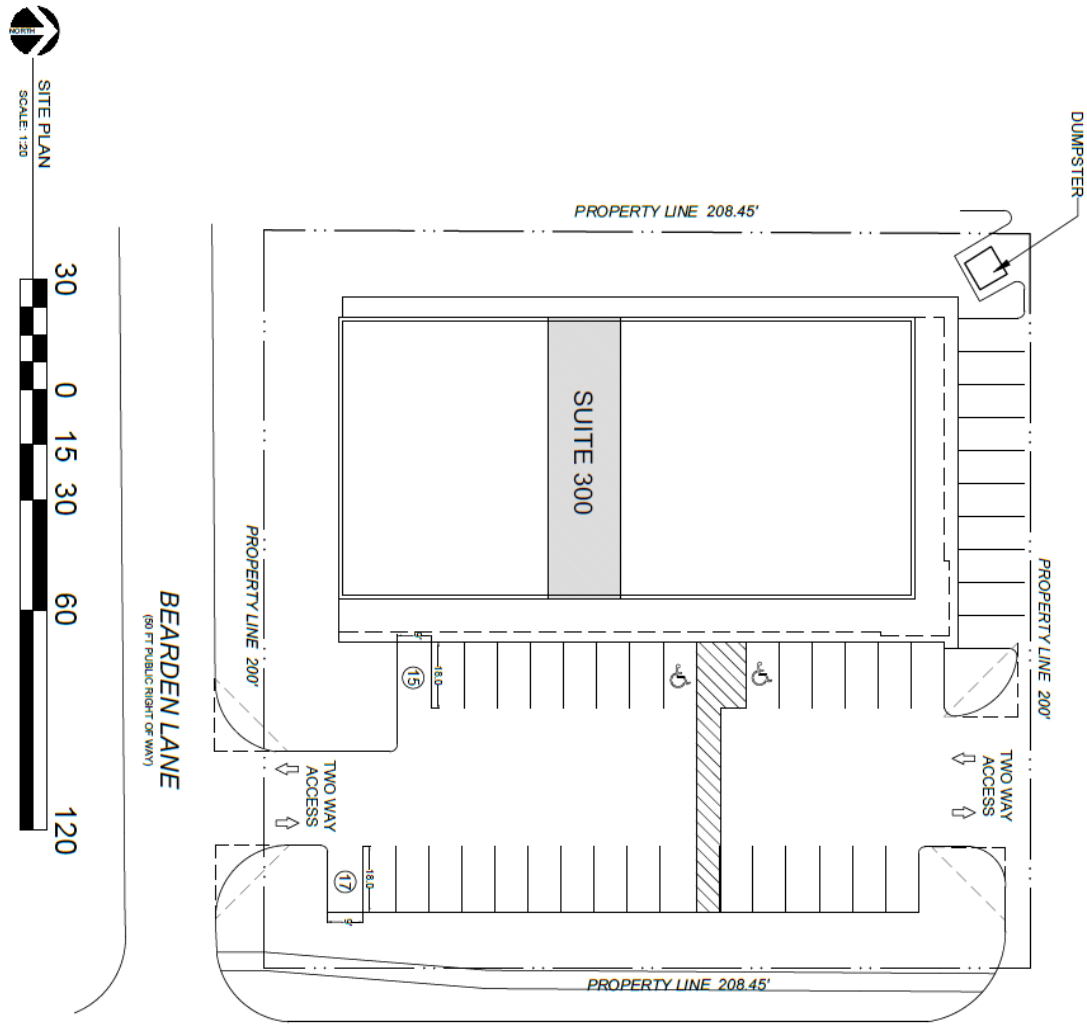 NORTH
SITE PLAN
SCALE: 1:20
30
0
15
30
60
120
DUMPSTER
PROPERTY LINE 208.45'
SUITE 300
PROPERTY LINE 200'
PROPERTY LINE 200'
BEARDEN LANE
(50 FT PUBLIC RIGHT OF WAY)
9'
18.0
15
TWO WAY
ACCESS
TWO WAY
ACCESS
18.0
17
9'
PROPERTY LINE 208.45'